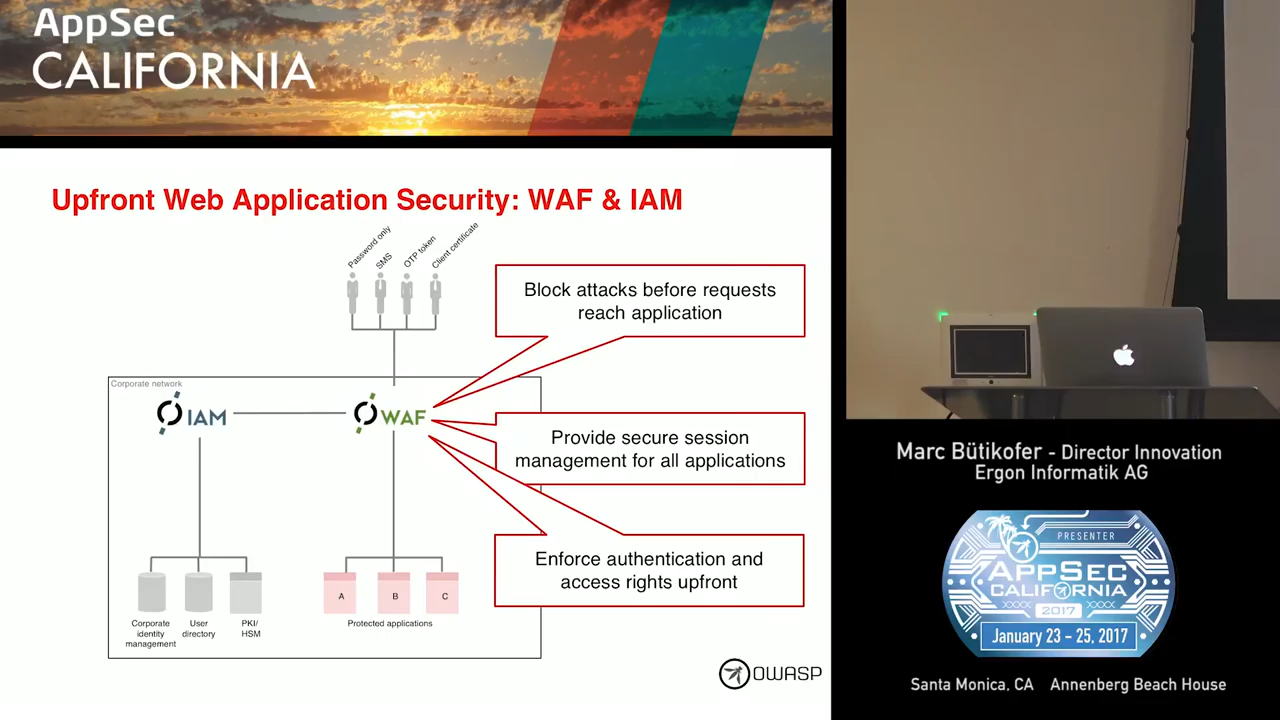 AppSec
CALIFORNIA
Upfront Web Application Security: WAF & IAM
Password only
SMS
OTP token
Client certificate
Block attacks before requests
reach application
Corporate network
IAM
WAF
Provide secure session
management for all applications
Enforce authentication and
access rights upfront
A
B
C
Corporate
identity
management
User
directory
PKI/
HSM
Protected applications
OWASP
Marc Bütikofer - Director Innovation
Ergon Informatik AG
PRESENTER
APPSEC
CALIFORNIA
2017
January 23 - 25, 2017
Santa Monica, CA Annenberg Beach House